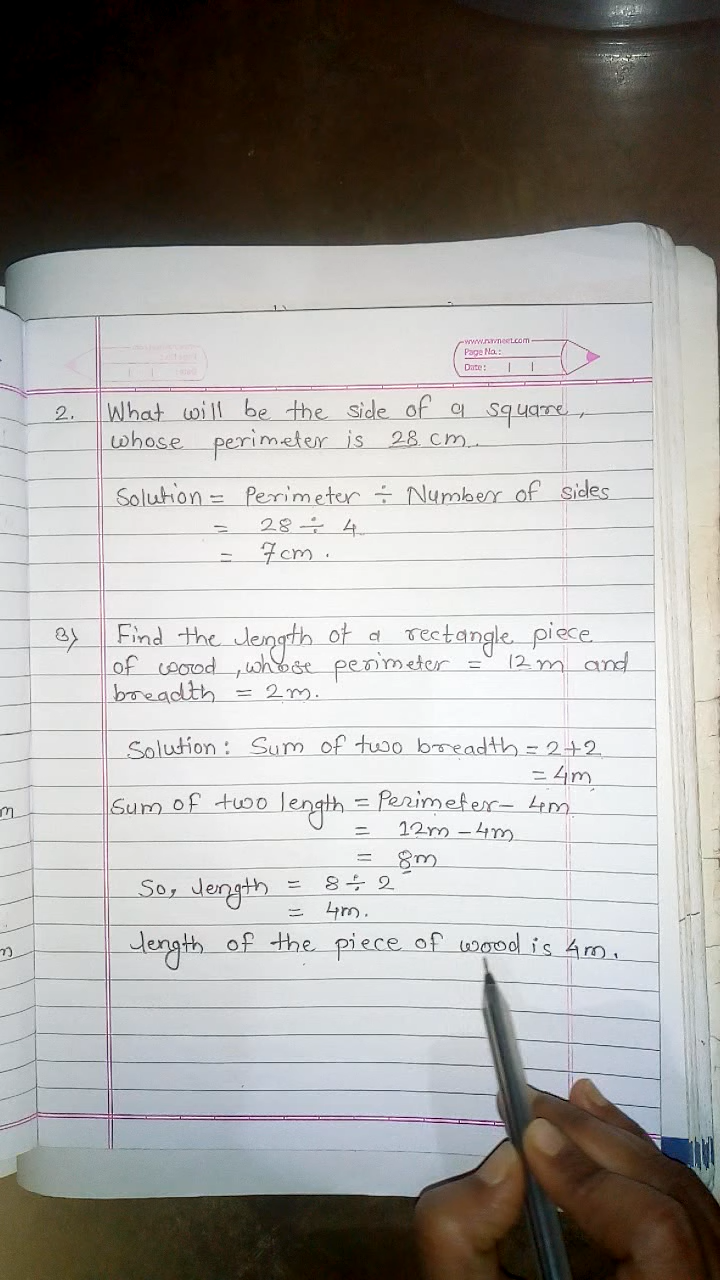 www.navneet.com
Page No.:
Date:
2. What will be the side of a square,
whose perimeter is 28 cm.
Solution = Perimeter ÷ Number of sides
= 28 ÷ 4
= 7cm.
3) Find the length of a rectangle piece
of wood, whose perimeter = 12m and
breadth = 2m.
Solution: Sum of two breadth = 2+2
= 4m
Sum of two length = Perimeter - 4m
= 12m - 4m
= 8m
So, length = 8 ÷ 2
= 4m.
length of the piece of wood is 4m.